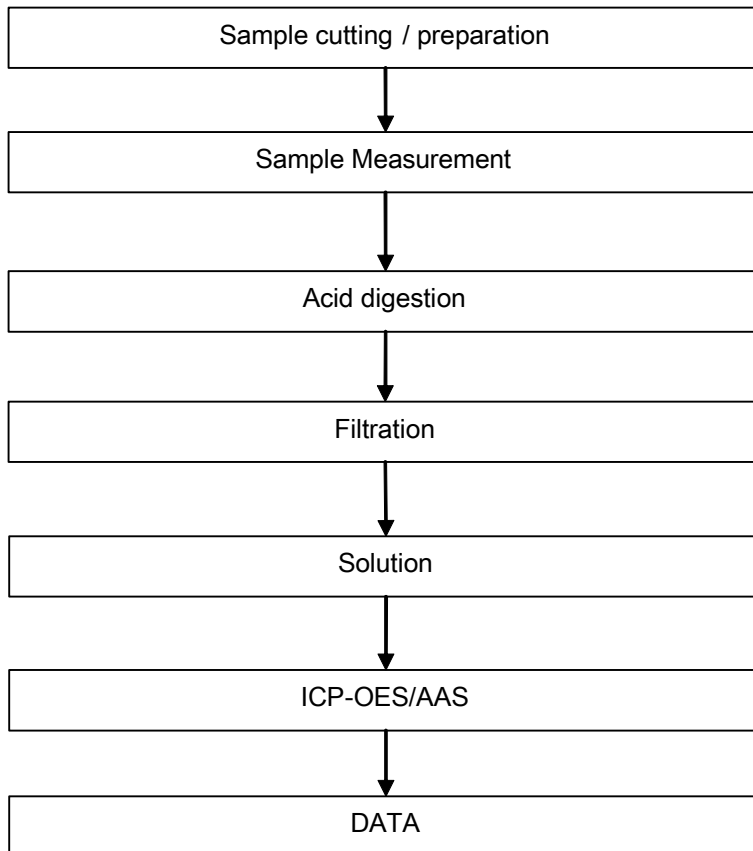 Sample cutting / preparation
Sample Measurement
Acid digestion
Filtration
Solution
ICP-OES/AAS
DATA